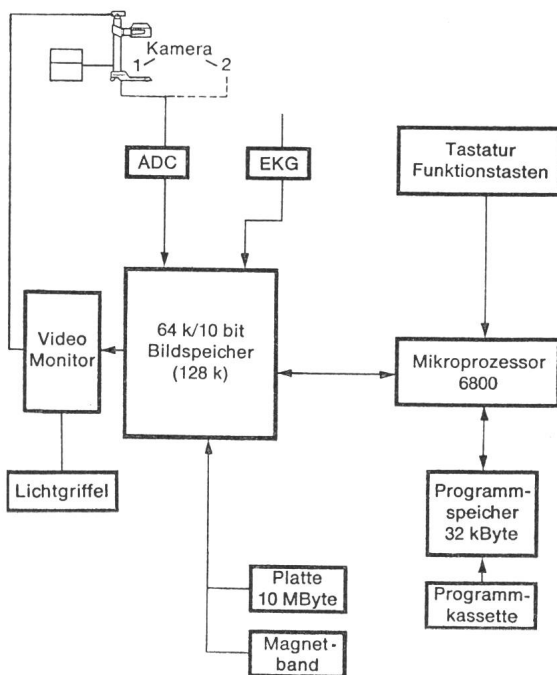 Kamera
1
2
ADC
EKG
Tastatur
Funktionstasten
64 k/10 bit
Bildspeicher
(128 k)
Video
Monitor
Mikroprozessor
6800
Lichtgriffel
Programm-
speicher
32 kByte
Platte
10 MByte
Programm-
kassette
Magnet-
band